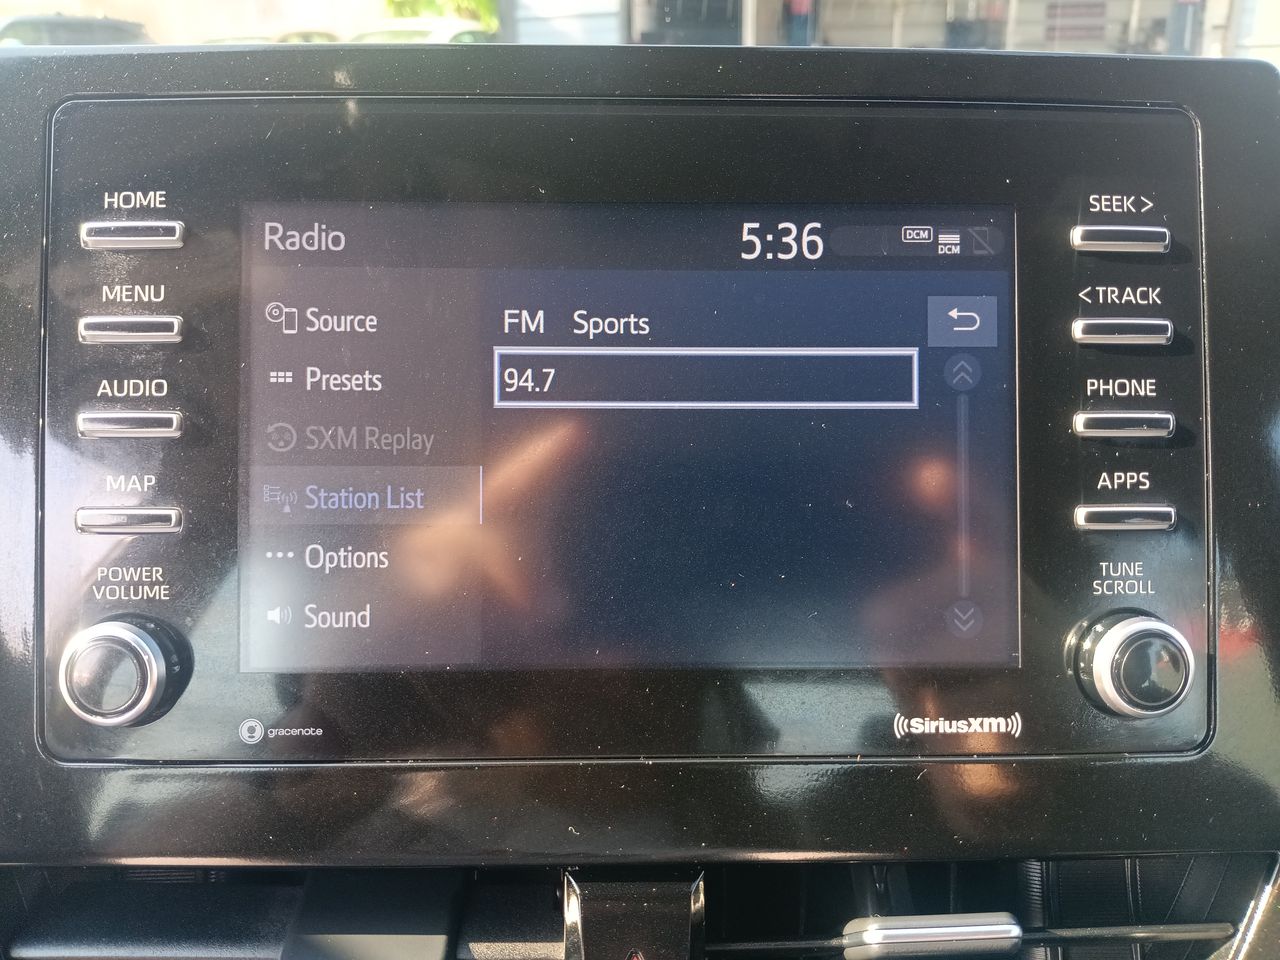 HOME
MENU
AUDIO
MAP
POWER
VOLUME
Radio
5:36
DCM
DCM
Source
Presets
SXM Replay
Station List
Options
Sound
FM Sports
94.7
SEEK >
< TRACK
PHONE
APPS
TUNE
SCROLL
gracenote
SiriusXM